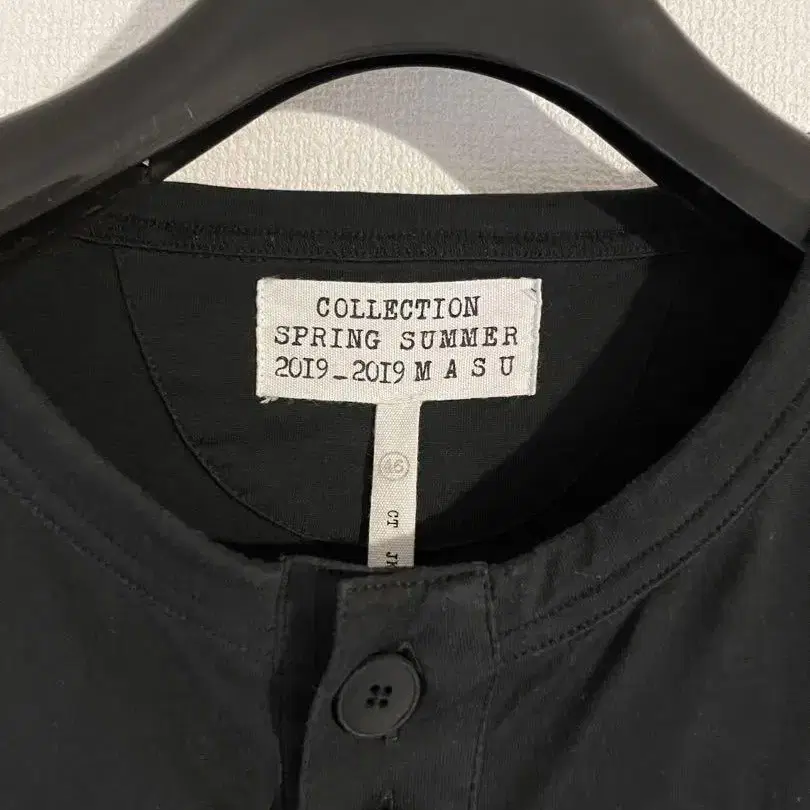 COLLECTION
SPRING SUMMER
2019_2019 M A S U
46
CT